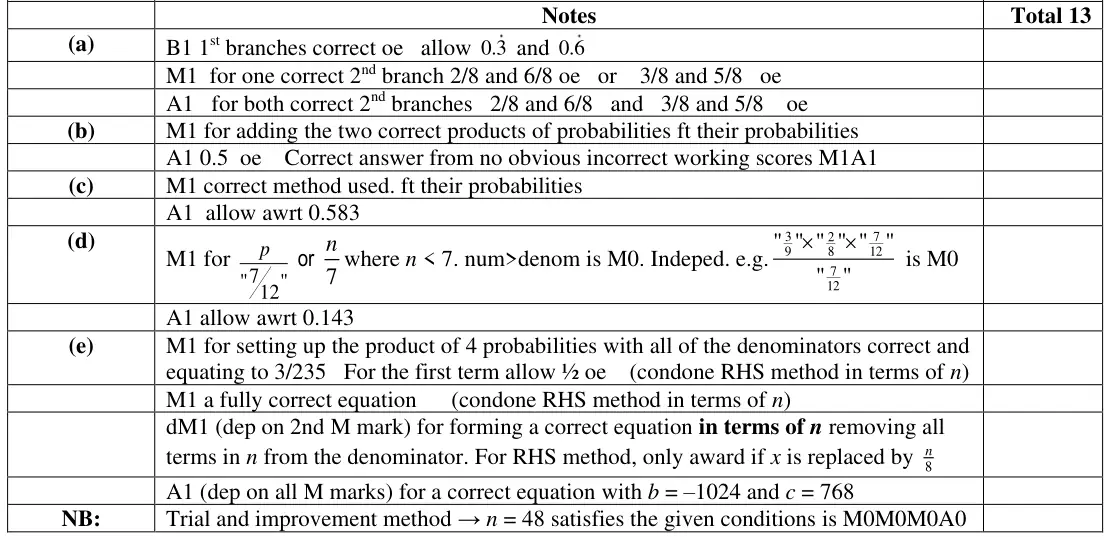 Notes Total 13
(a) B1 1st branches correct oe allow 0.3̇ and 0.6̇
M1 for one correct 2nd branch 2/8 and 6/8 oe or 3/8 and 5/8 oe
A1 for both correct 2nd branches 2/8 and 6/8 and 3/8 and 5/8 oe
(b) M1 for adding the two correct products of probabilities ft their probabilities
A1 0.5 oe Correct answer from no obvious incorrect working scores M1A1
(c) M1 correct method used. ft their probabilities
A1 allow awrt 0.583
(d) M1 for p/"7/12" or n/7 where n < 7. num>denom is M0. Indeped. e.g. "3/9"×"2/8"×"7/12" / "7/12" is M0
A1 allow awrt 0.143
(e) M1 for setting up the product of 4 probabilities with all of the denominators correct and
equating to 3/235 For the first term allow ½ oe (condone RHS method in terms of n)
M1 a fully correct equation (condone RHS method in terms of n)
dM1 (dep on 2nd M mark) for forming a correct equation in terms of n removing all
terms in n from the denominator. For RHS method, only award if x is replaced by n/8
A1 (dep on all M marks) for a correct equation with b = –1024 and c = 768
NB: Trial and improvement method → n = 48 satisfies the given conditions is M0M0M0A0